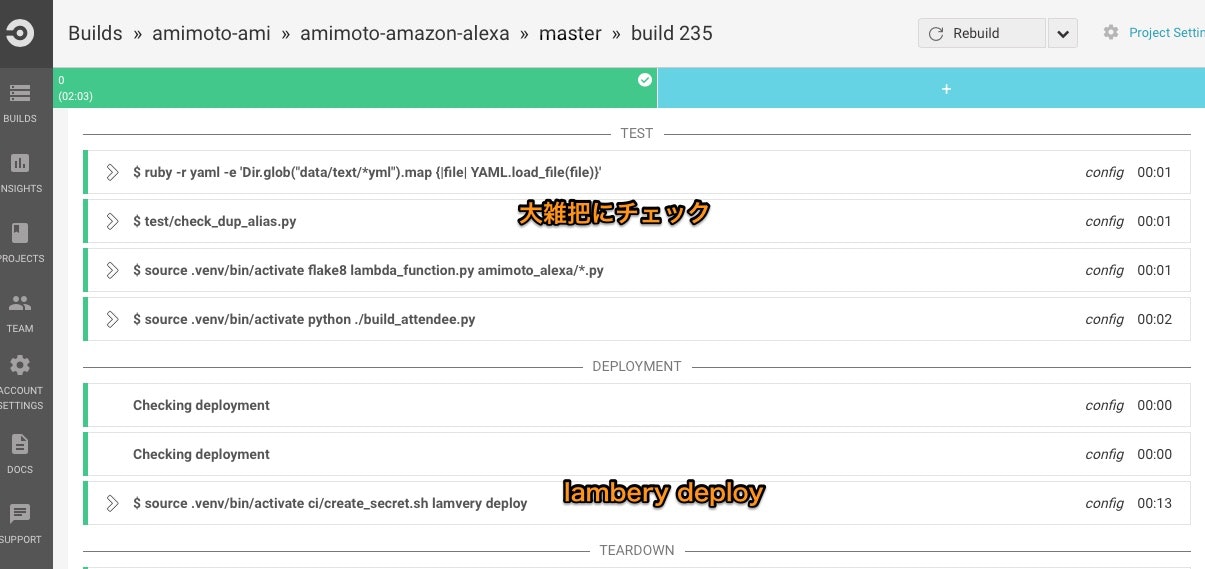 Builds » amimoto-ami » amimoto-amazon-alexa » master » build 235
Rebuild
Project Settin
0
(02:03)
+
BUILDS
INSIGHTS
PROJECTS
TEAM
ACCOUNT
SETTINGS
DOCS
SUPPORT
TEST
$ ruby -r yaml -e 'Dir.glob("data/text/*yml").map {|file| YAML.load_file(file)}' config 00:01
大雑把にチェック
$ test/check_dup_alias.py config 00:01
$ source .venv/bin/activate flake8 lambda_function.py amimoto_alexa/*.py config 00:01
$ source .venv/bin/activate python ./build_attendee.py config 00:02
DEPLOYMENT
Checking deployment config 00:00
Checking deployment config 00:00
lambery deploy
$ source .venv/bin/activate ci/create_secret.sh lamvery deploy config 00:13
TEARDOWN